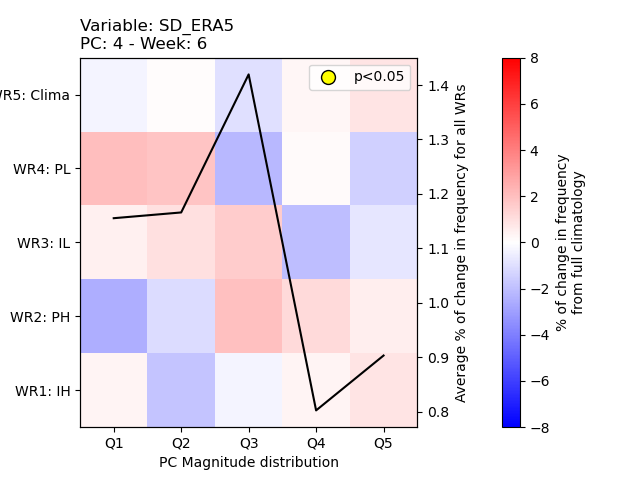 Variable: SD_ERA5
PC: 4 - Week: 6
p<0.05
WR5: Clima
WR4: PL
WR3: IL
WR2: PH
WR1: IH
Q1 Q2 Q3 Q4 Q5
PC Magnitude distribution
1.4
1.3
1.2
1.1
1.0
0.9
0.8
Average % of change in frequency for all WRs
8
6
4
2
0
−2
−4
−6
−8
% of change in frequency
from full climatology